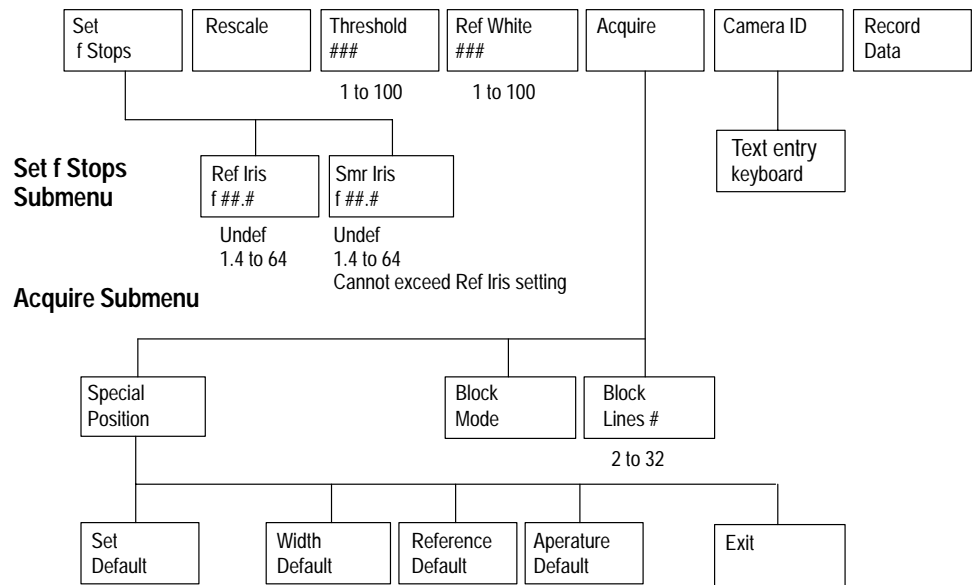 Set
f Stops
Rescale
Threshold
###
Ref White
###
Acquire
Camera ID
Record
Data
1 to 100
1 to 100
Text entry
keyboard
Set f Stops
Submenu
Ref Iris
f ##.#
Smr Iris
f ##.#
Undef
1.4 to 64
Undef
1.4 to 64
Cannot exceed Ref Iris setting
Acquire Submenu
Special
Position
Block
Mode
Block
Lines #
2 to 32
Set
Default
Width
Default
Reference
Default
Aperature
Default
Exit